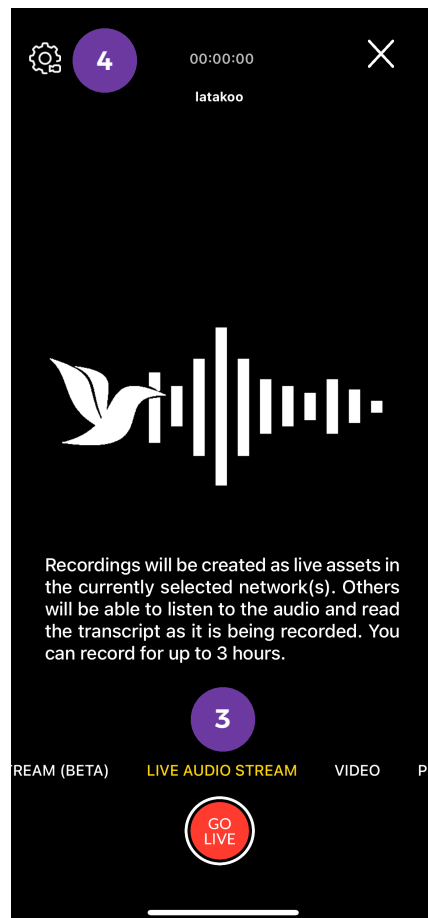 4
00:00:00
latakoo
Recordings will be created as live assets in
the currently selected network(s). Others
will be able to listen to the audio and read
the transcript as it is being recorded. You
can record for up to 3 hours.
3
REAM (BETA) LIVE AUDIO STREAM VIDEO P
GO
LIVE